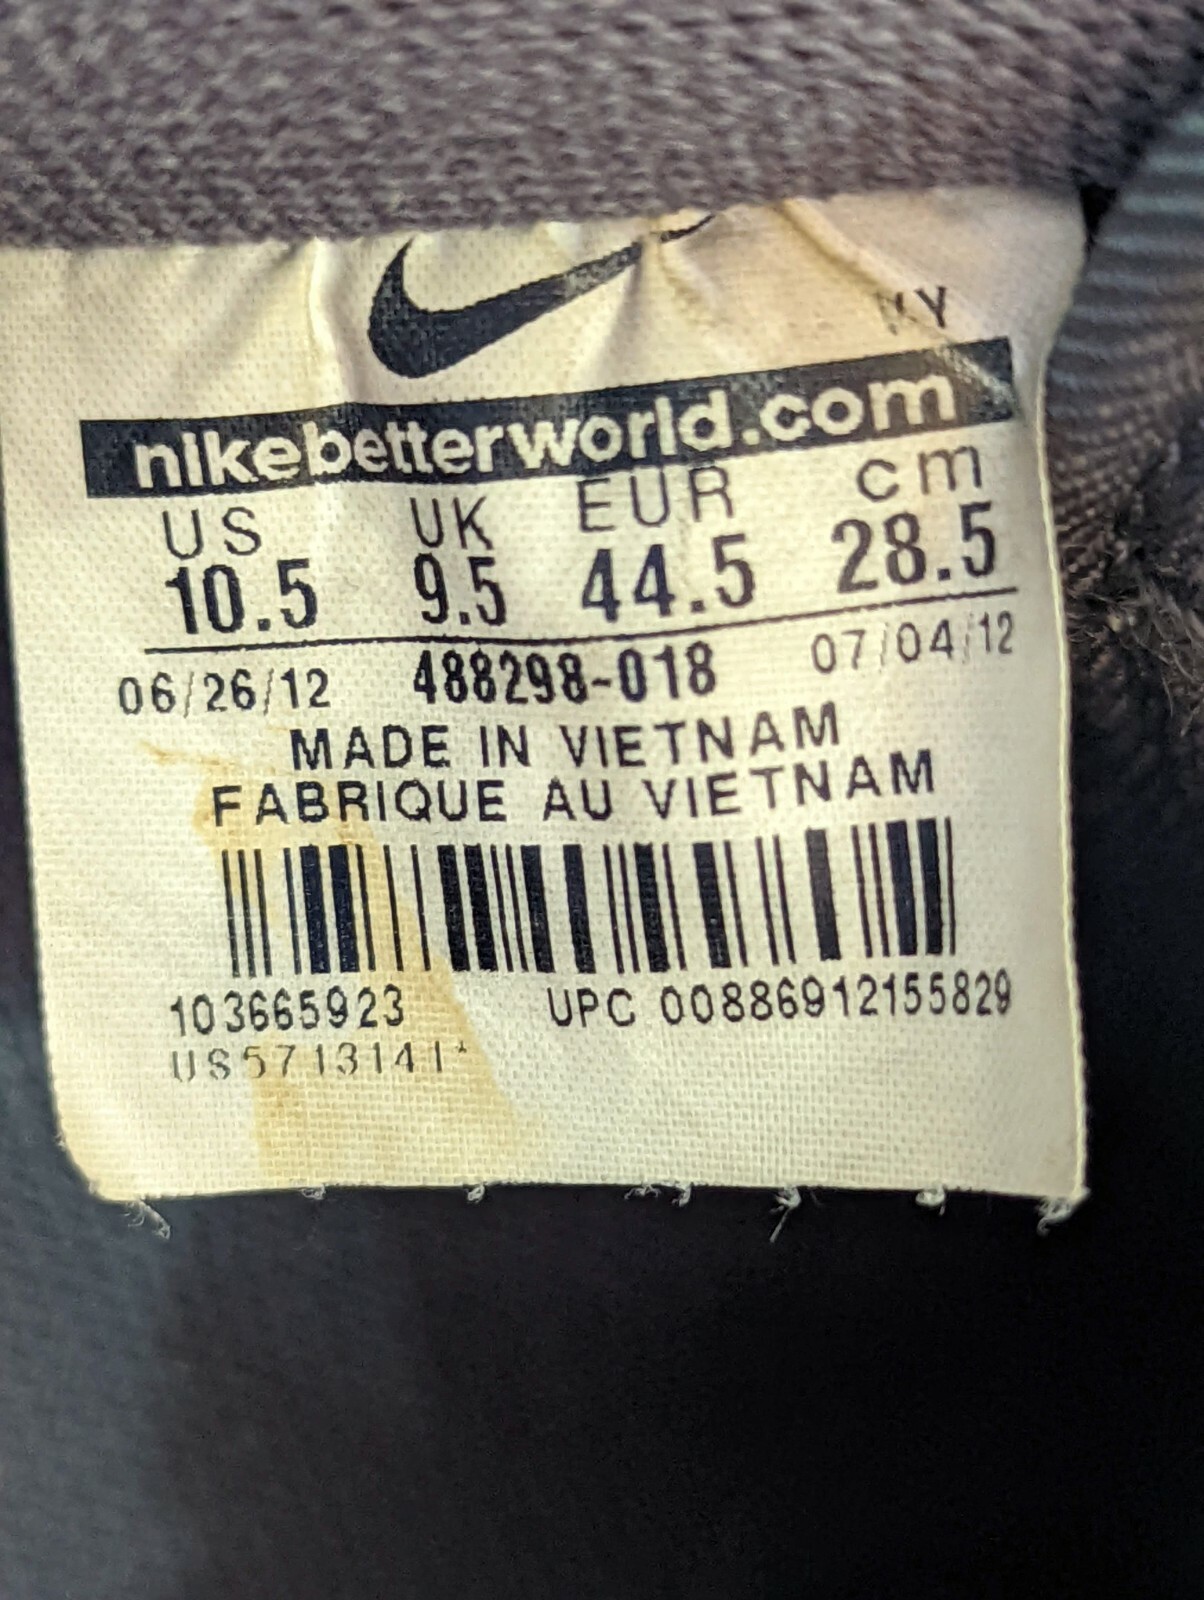 VY
nikebetterworld.com
US UK EUR cm
10.5 9.5 44.5 28.5
06/26/12 488298-018 07/04/12
MADE IN VIETNAM
FABRIQUE AU VIETNAM
103665923 UPC 00886912155829
US5713141*